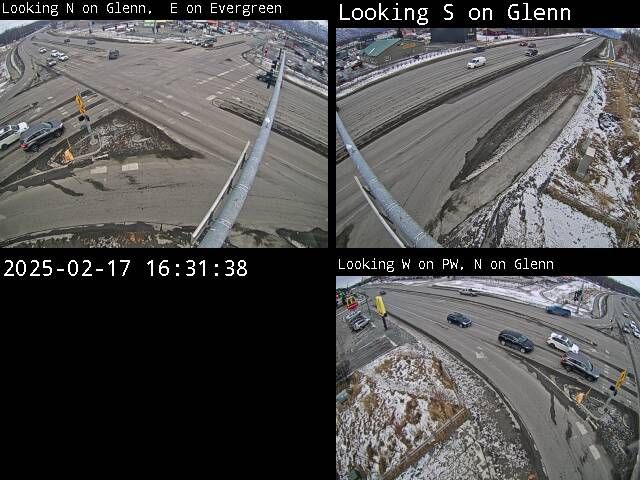 Looking N on Glenn, E on Evergreen
Looking S on Glenn
2025-02-17 16:31:38
Looking W on PW, N on Glenn